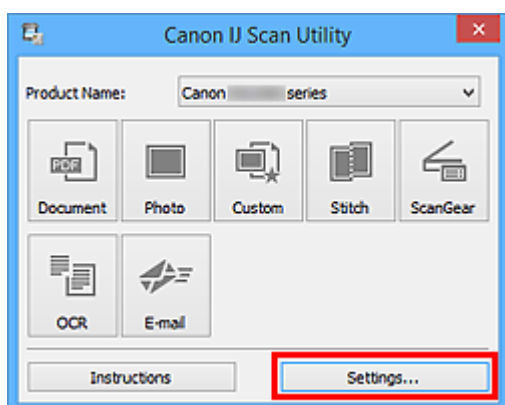 Canon IJ Scan Utility
Product Name: Canon series
PDF
Document Photo Custom Stitch ScanGear
OCR E-mail
Instructions Settings...